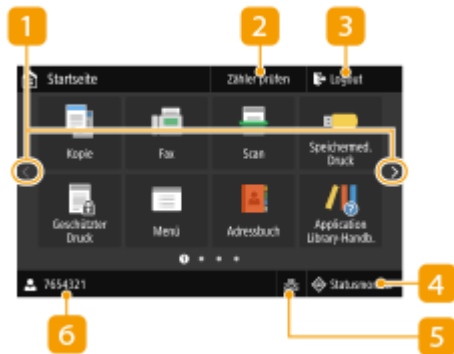 1
2
3
Startseite
Zähler prüfen
Logout
Kopie
Fax
Scan
Speichermed.
Druck
Geschützter
Druck
Menü
Adressbuch
Application
Library-Handb.
1
7654321
4
5
6